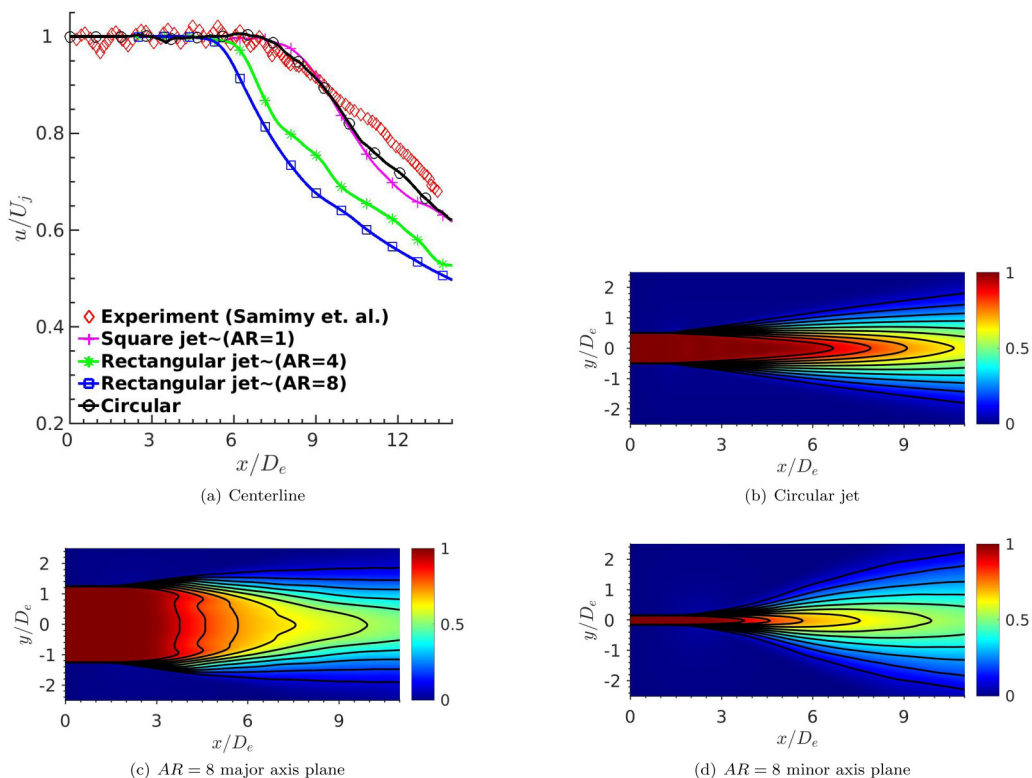 1
0.8
0.6
0.4
0.2
u/U_j
0 3 6 9 12
x/D_e
Experiment (Samimy et. al.)
Square jet~(AR=1)
Rectangular jet~(AR=4)
Rectangular jet~(AR=8)
Circular
(a) Centerline
2
1
0
-1
-2
y/D_e
0 3 6 9
x/D_e
1
0.5
0
(b) Circular jet
2
1
0
-1
-2
y/D_e
0 3 6 9
x/D_e
1
0.5
0
(c) AR = 8 major axis plane
2
1
0
-1
-2
y/D_e
0 3 6 9
x/D_e
1
0.5
0
(d) AR = 8 minor axis plane